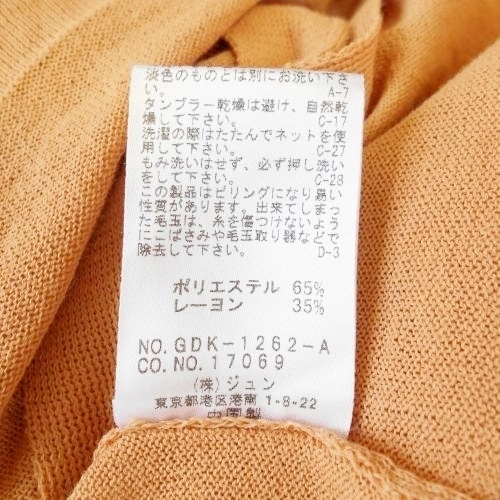 淡色のものとは別にお洗い下さ
い。 A-7
タンブラー乾燥は避け、自然乾
燥して下さい。 C-17
洗濯の際はたたんでネットを使
用して下さい。 C-27
もみ洗いはせず、必ず押し洗い
をして下さい。 C-28
この製品はピリングになり易い
性質があります。出来てしまっ
た毛玉は、糸を傷つけないよう
にこばさみや毛玉取り器などで
除去して下さい。 D-3
ポリエステル 65%
レーヨン 35%
NO.GDK-1262-A
CO.NO.17069
(株)ジュン
東京都港区港南 1-8-22
中国製